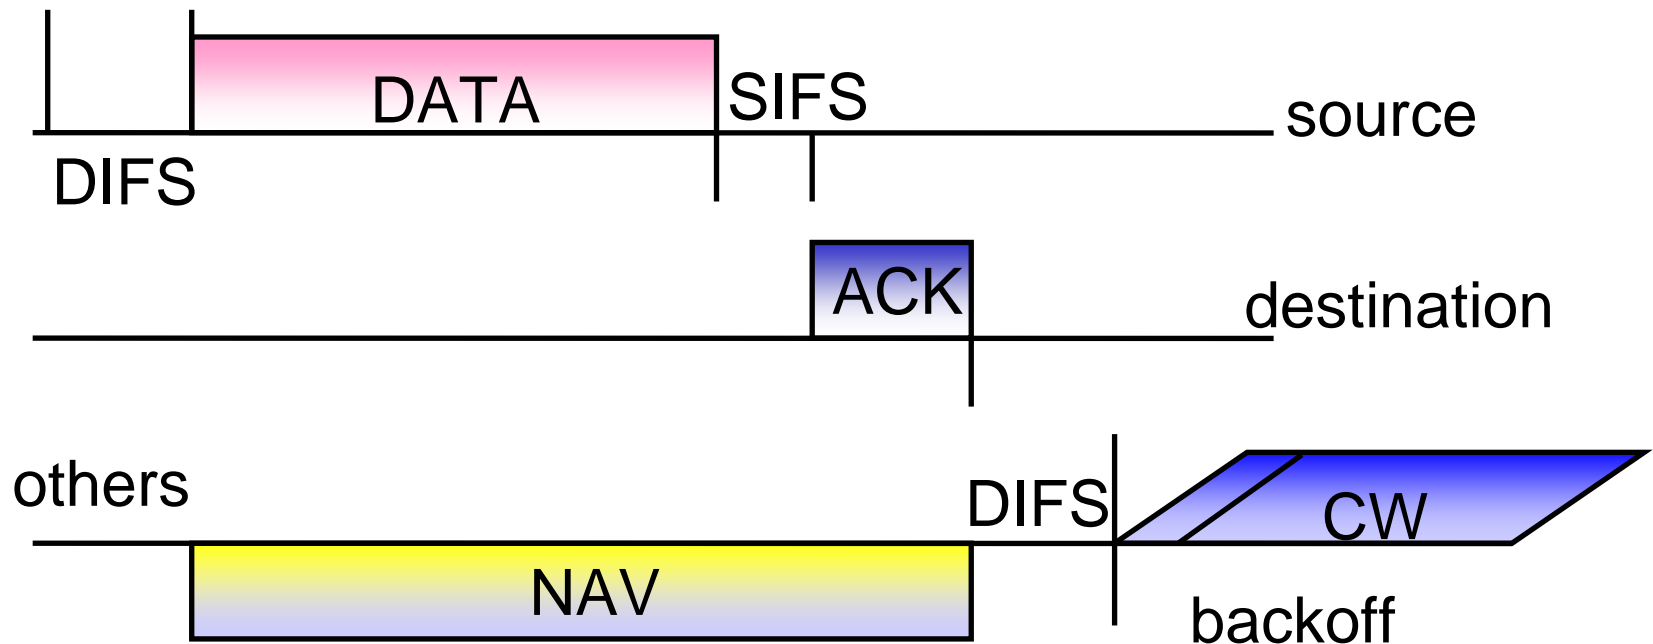 DATA
SIFS
source
DIFS
ACK
destination
others
DIFS
CW
NAV
backoff